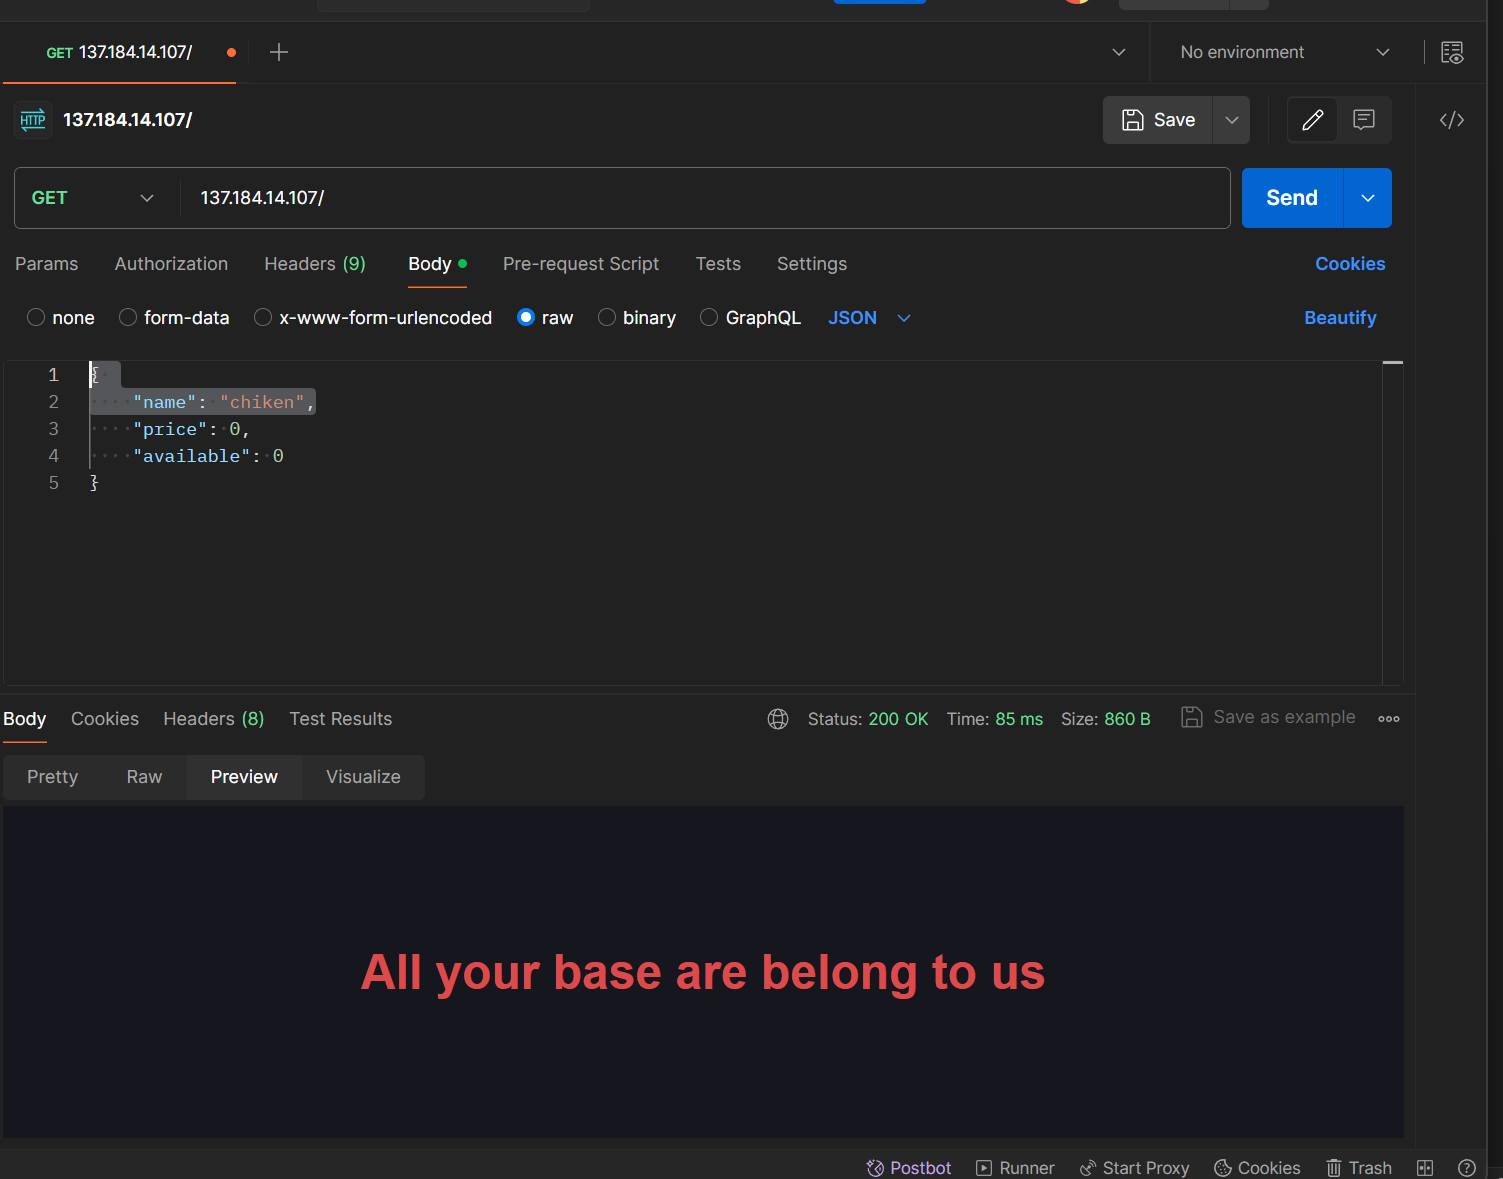 GET 137.184.14.107/
No environment
HTTP 137.184.14.107/
Save
GET 137.184.14.107/
Send
Params Authorization Headers (9) Body Pre-request Script Tests Settings Cookies
none form-data x-www-form-urlencoded raw binary GraphQL JSON Beautify
1 {
2 "name": "chiken",
3 "price": 0,
4 "available": 0
5 }
Body Cookies Headers (8) Test Results Status: 200 OK Time: 85 ms Size: 860 B Save as example
Pretty Raw Preview Visualize
All your base are belong to us
Postbot Runner Start Proxy Cookies Trash